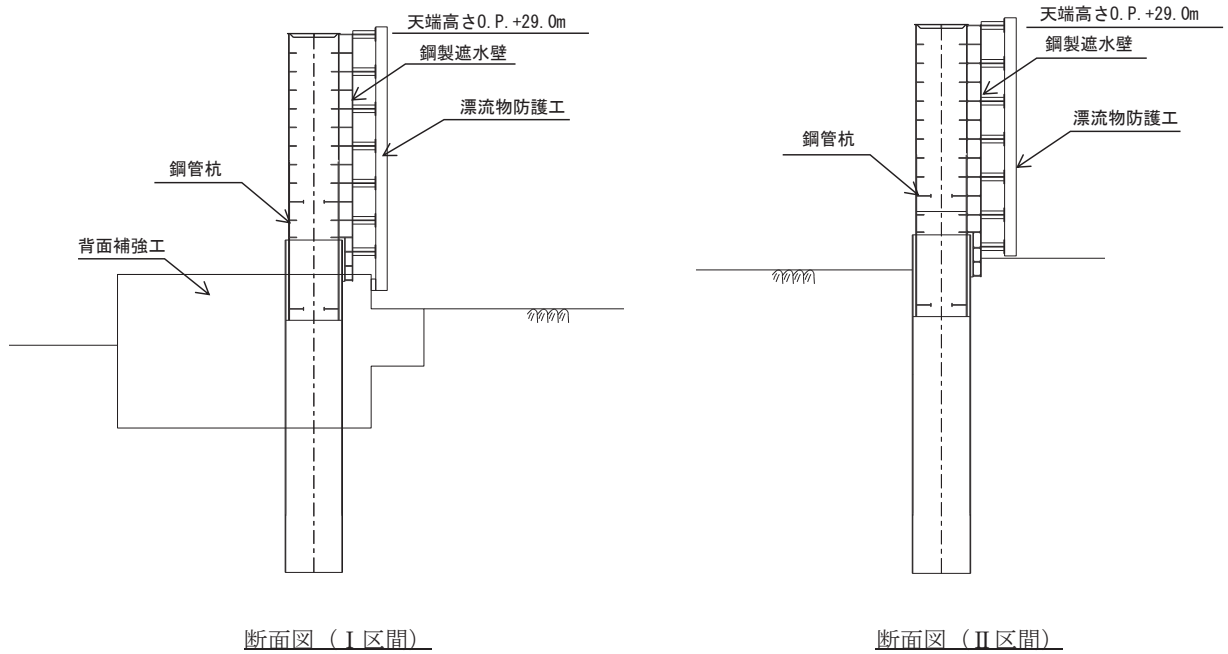 天端高さO.P.+29.0m
鋼製遮水壁
漂流物防護工
鋼管杭
背面補強工
断面図（Ⅰ区間）
天端高さO.P.+29.0m
鋼製遮水壁
漂流物防護工
鋼管杭
断面図（Ⅱ区間）